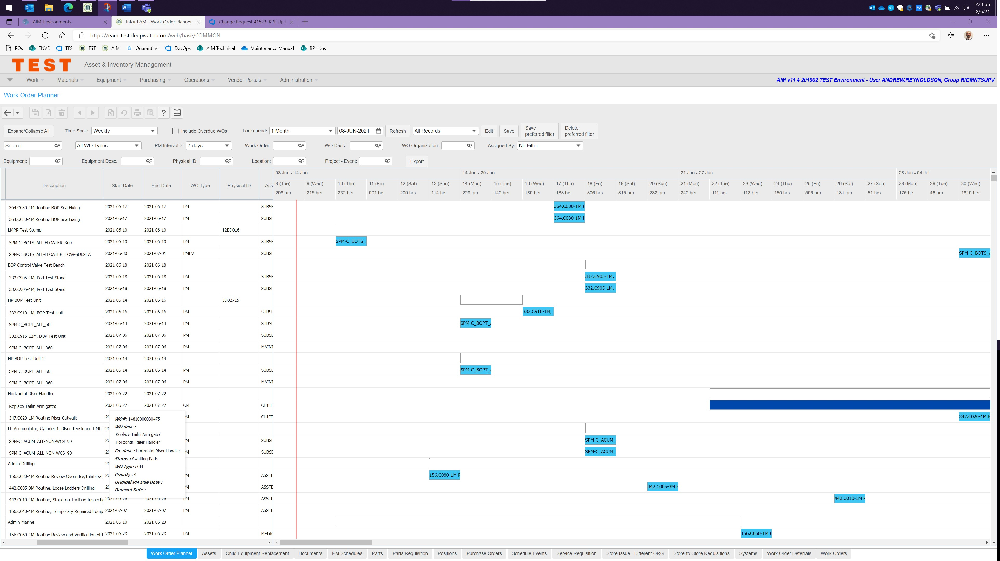 5:23 pm
8/6/21
AIM_Environments
Infor EAM - Work Order Planner
Change Request 41523: KPI: Upd
https://eam-test.deepwater.com/web/base/COMMON
POs ENVS TFS TST AIM Quarantine DevOps AIM Technical Maintenance Manual BP Logs
TEST Asset & Inventory Management
Work Materials Equipment Purchasing Operations Vendor Portals Administration
AIM v11.4 201902 TEST Environment - User ANDREW.REYNOLDSON, Group RIGMNTSUPV
Work Order Planner
Expand/Collapse All Time Scale: Weekly Include Overdue WOs Lookahead: 1 Month 08-JUN-2021 Refresh All Records Edit Save Save preferred filter Delete preferred filter
Search All WO Types PM Interval >: 7 days Work Order: WO Desc.: WO Organization: Assigned By: No Filter
Equipment: Equipment Desc.: Physical ID: Location: Project - Event: Export
08 Jun - 14 Jun 14 Jun - 20 Jun 21 Jun - 27 Jun 28 Jun - 04 Jul
Description Start Date End Date WO Type Physical ID Ass
8 (Tue) 9 (Wed) 10 (Thu) 11 (Fri) 12 (Sat) 13 (Sun) 14 (Mon) 15 (Tue) 16 (Wed) 17 (Thu) 18 (Fri) 19 (Sat) 20 (Sun) 21 (Mon) 22 (Tue) 23 (Wed) 24 (Thu) 25 (Fri) 26 (Sat) 27 (Sun) 28 (Mon) 29 (Tue) 30 (Wed)
298 hrs 215 hrs 232 hrs 901 hrs 209 hrs 114 hrs 229 hrs 140 hrs 189 hrs 183 hrs 306 hrs 315 hrs 232 hrs 240 hrs 111 hrs 113 hrs 150 hrs 596 hrs 131 hrs 51 hrs 175 hrs 46 hrs 1819 hrs
364.C030-1M Routine BOP Sea Fixing 2021-06-17 2021-06-17 PM SUBSE 364.C030-1M F
364.C030-1M Routine BOP Sea Fixing 2021-06-17 2021-06-17 PM SUBSE 364.C030-1M F
LMRP Test Stump 2021-06-10 2021-06-10 12BD016
SPM-C_BOTS_ALL-FLOATER_360 2021-06-10 2021-06-10 PM SUBSE SPM-C_BOTS_
SPM-C_BOTS_ALL-FLOATER_EOW-SUBSEA 2021-06-30 2021-07-01 PMEV SUBSE SPM-C_BOTS_A
BOP Control Valve Test Bench 2021-06-18 2021-06-18
332.C905-1M, Pod Test Stand 2021-06-18 2021-06-18 PM SUBSE 332.C905-1M,
332.C905-1M, Pod Test Stand 2021-06-18 2021-06-18 PM SUBSE 332.C905-1M,
HP BOP Test Unit 2021-06-14 2021-06-16 3D32715
332.C910-1M, BOP Test Unit 2021-06-16 2021-06-16 PM SUBSE 332.C910-1M,
SPM-C_BOPT_ALL_60 2021-06-14 2021-06-14 PM SUBSE SPM-C_BOPT_
332.C915-12M, BOP Test Unit 2021-07-06 2021-07-06 PM SUBSE
SPM-C_BOPT_ALL_360 2021-07-06 2021-07-06 PM MAINT
HP BOP Test Unit 2 2021-06-14 2021-06-14
SPM-C_BOPT_ALL_60 2021-06-14 2021-06-14 PM SUBSE SPM-C_BOPT_
SPM-C_BOPT_ALL_360 2021-07-06 2021-07-06 PM MAINT
Horizontal Riser Handler 2021-06-22 2021-07-22
Replace Tailin Arm gates 2021-06-22 2021-07-22 CM CHIEF
347.C020-1M Routine Riser Catwalk 20 M CHIEF 347.C020-1M F
LP Accumulator, Cylinder 1, Riser Tensioner 1 MR 20
SPM-C_ACUM_ALL-NON-WCS_90 20 M SUBSE SPM-C_ACUM_
SPM-C_ACUM_ALL-NON-WCS_90 20 M SUBSE SPM-C_ACUM_
Admin-Drilling 20
156.C080-1M Routine Review Overrides/Inhibits- 20 M ASSTD 156.C080-1M F
442.C005-3M Routine, Loose Ladders-Drilling 20 M ASSTD 442.C005-3M F
442.C010-1M Routine, Stopdrop Toolbox Inspecti 2021-06-26 2021-06-26 PM ASSTD 442.C010-1M F
156.C040-1M Routine, Temporary Repaired Equip 2021-07-07 2021-07-07 PM ASSTD
Admin-Marine 2021-06-10 2021-06-23
156.C060-1M Routine Review and Verification of 2021-06-23 2021-06-23 PM MEDIC 156.C060-1M F
WO#: 14810000030475
WO desc.:
Replace Tailin Arm gates
Horizontal Riser Handler
Eq. desc.: Horizontal Riser Handler
Status : Awaiting Parts
WO Type : CM
Priority : 4
Original PM Due Date :
Deferral Date :
Work Order Planner Assets Child Equipment Replacement Documents PM Schedules Parts Parts Requisition Positions Purchase Orders Schedule Events Service Requisition Store Issue - Different ORG Store-to-Store Requisitions Systems Work Order Deferrals Work Orders